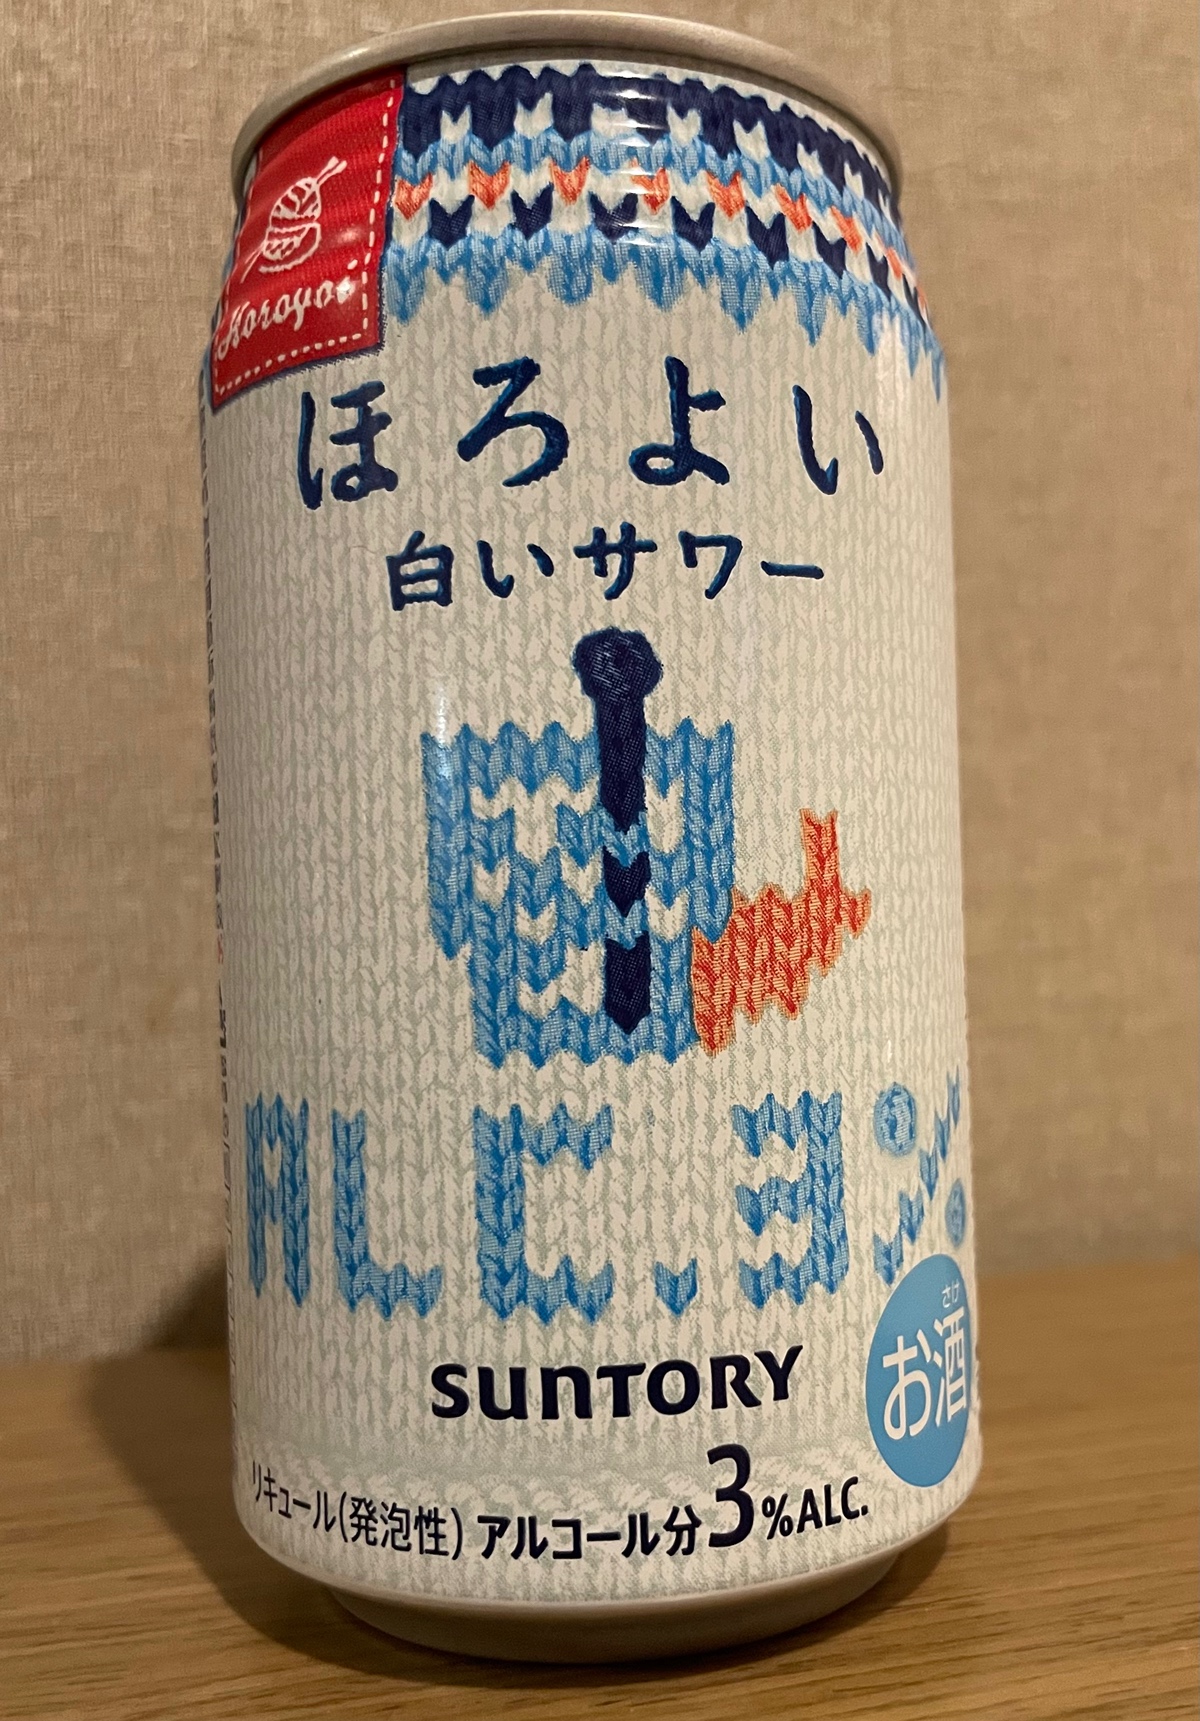 Horoyoi
ほろよい
白いサワー
ALC.3%
SUNTORY
さけ
お酒
リキュール(発泡性) アルコール分3%ALC.